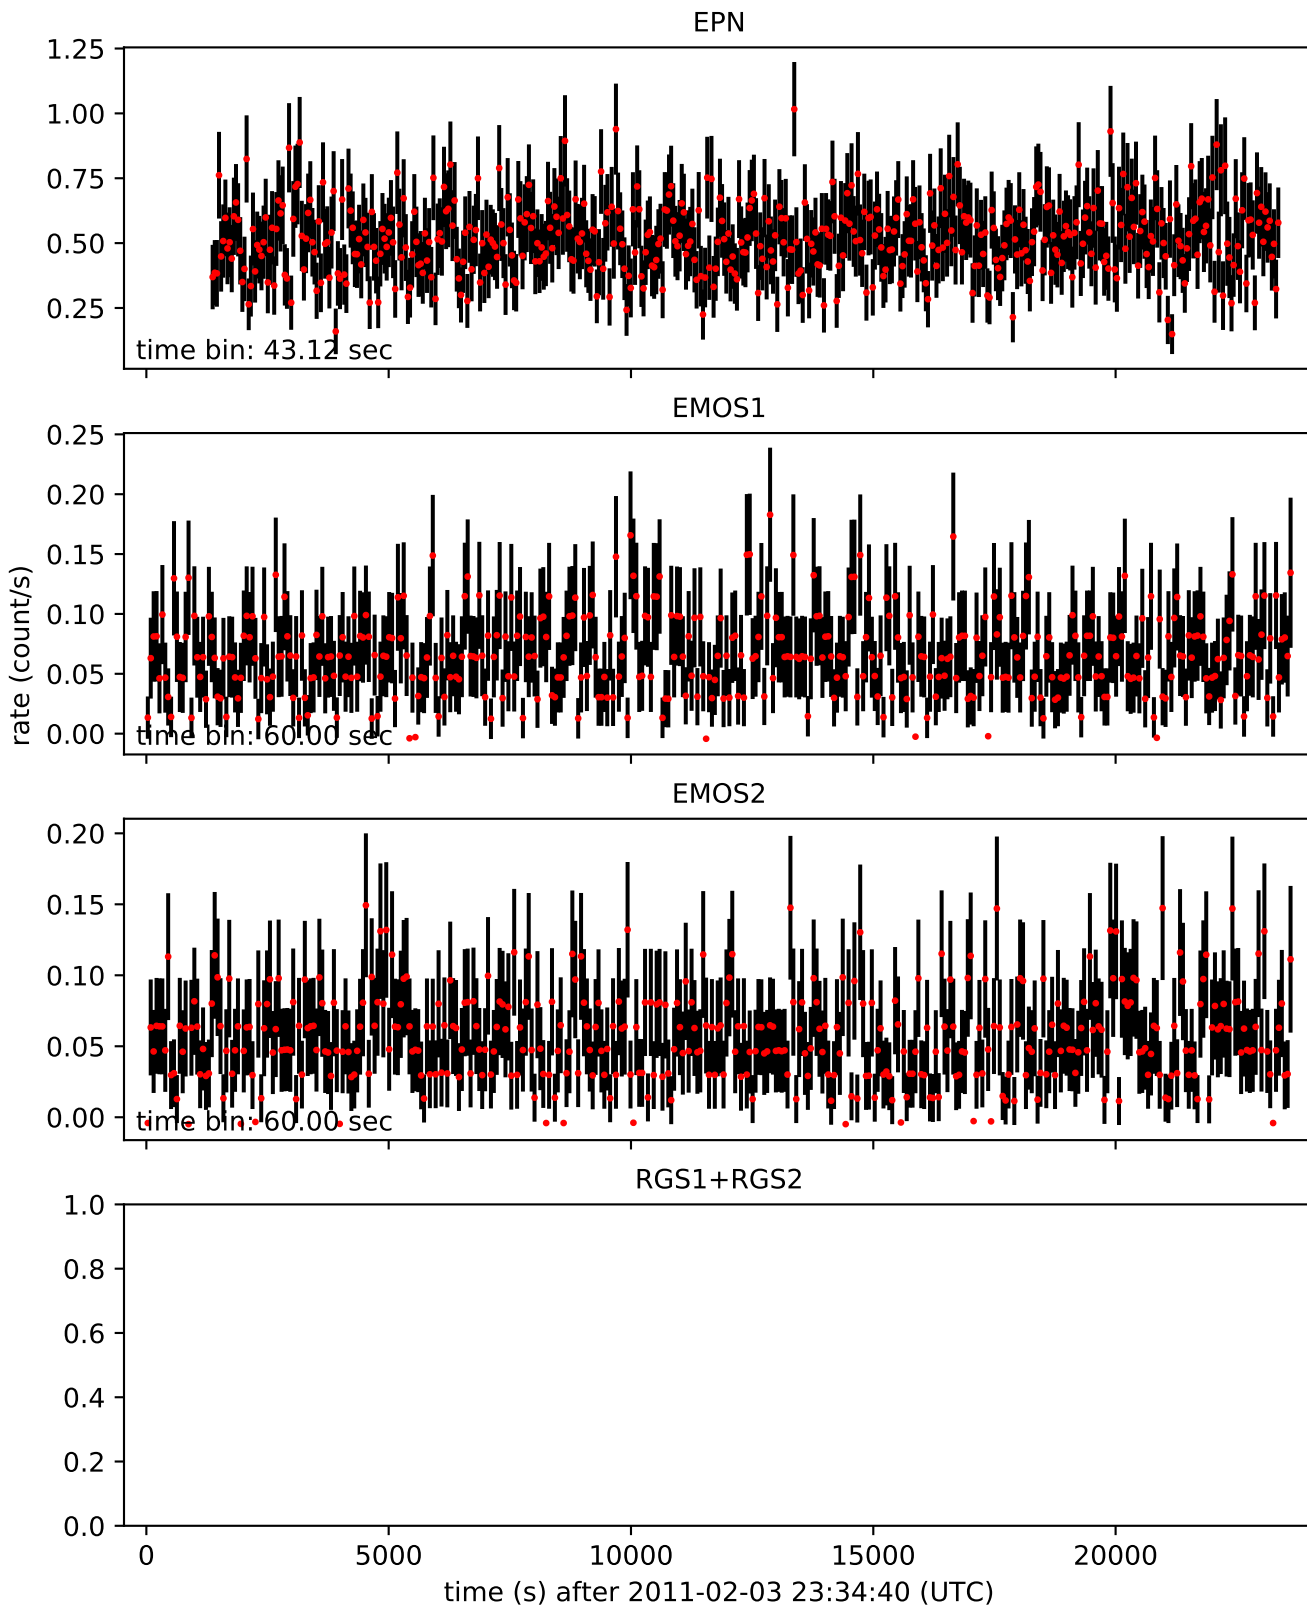 EPN
1.25
1.00
0.75
0.50
0.25
time bin: 43.12 sec
EMOS1
0.25
0.20
0.15
0.10
0.05
0.00
time bin: 60.00 sec
rate (count/s)
EMOS2
0.20
0.15
0.10
0.05
0.00
time bin: 60.00 sec
RGS1+RGS2
1.0
0.8
0.6
0.4
0.2
0.0
0 5000 10000 15000 20000
time (s) after 2011-02-03 23:34:40 (UTC)